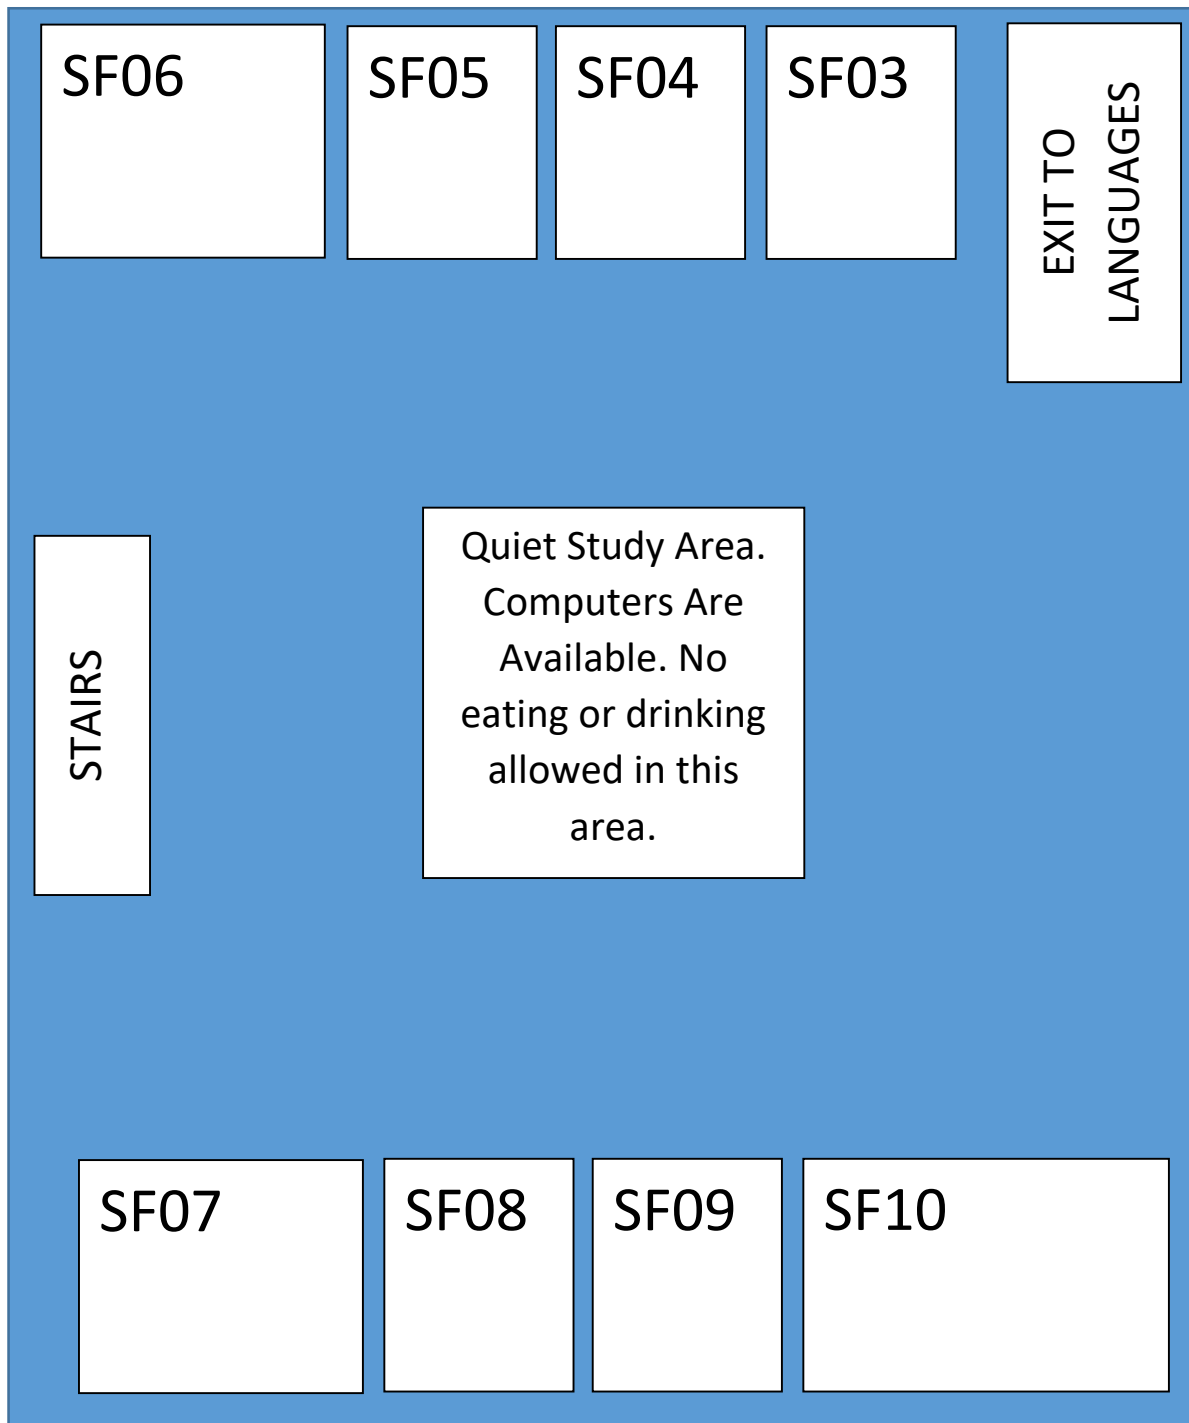 SF06
SF05
SF04
SF03
EXIT TO
LANGUAGES
Quiet Study Area.
Computers Are
Available. No
eating or drinking
allowed in this
area.
STAIRS
SF07
SF08
SF09
SF10